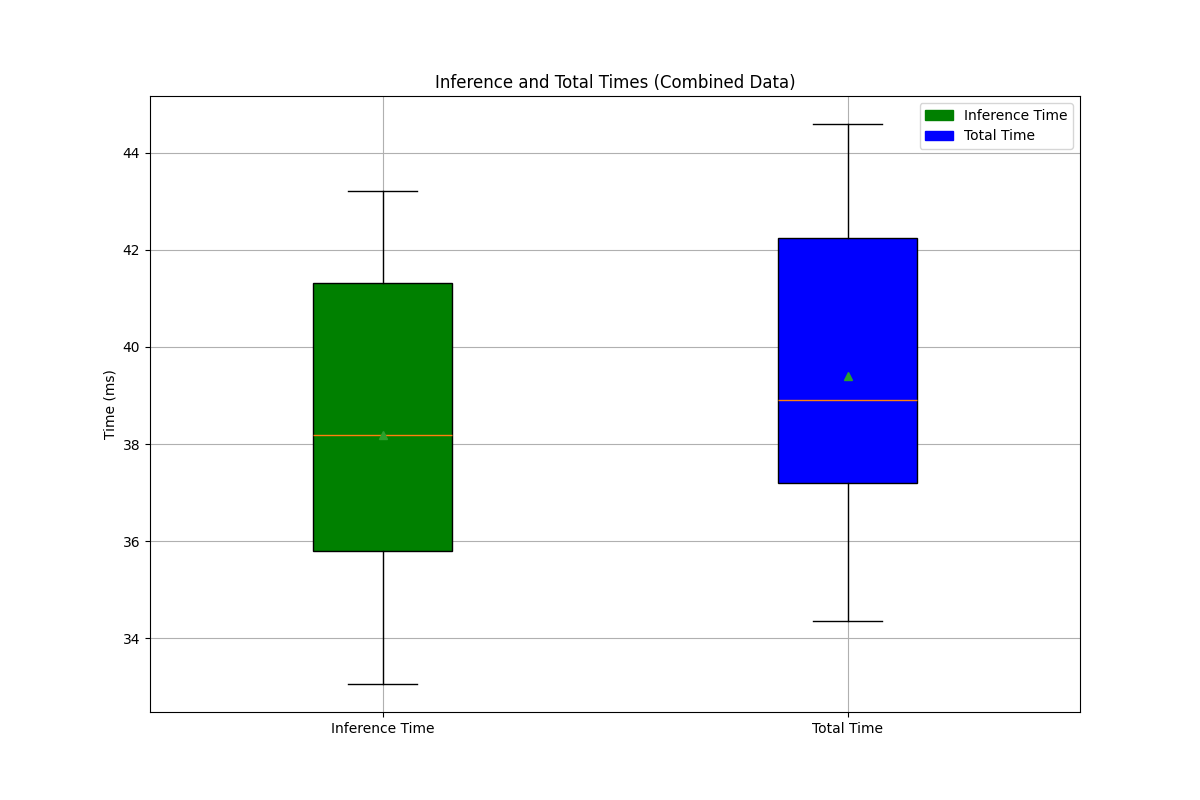 Inference and Total Times (Combined Data)
Inference Time
Total Time
Time (ms)
44
42
40
38
36
34
Inference Time
Total Time